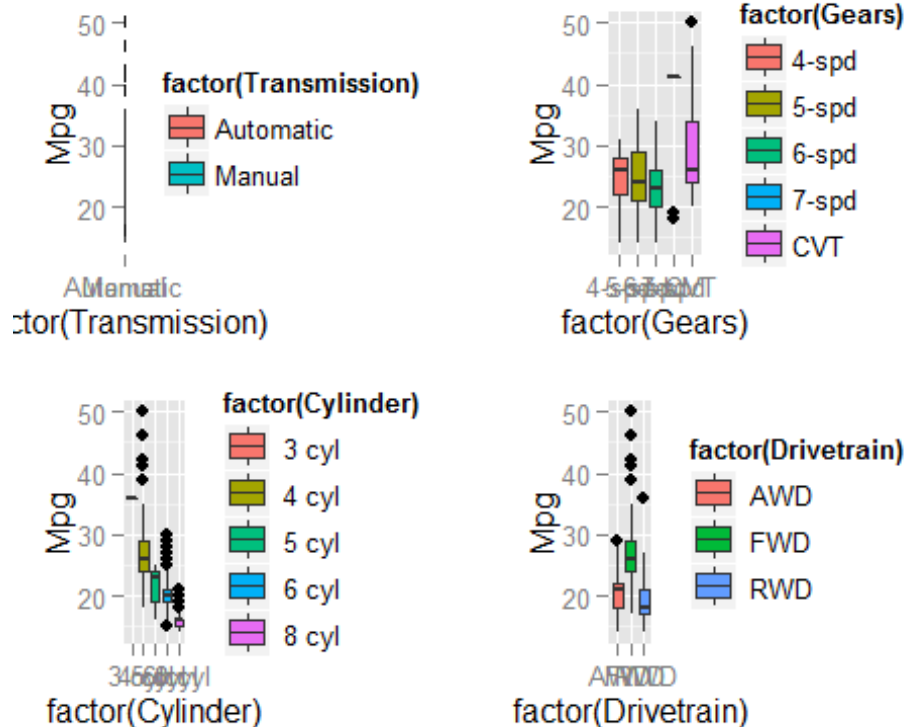 50
40
30
20
Mpg
factor(Transmission)
Automatic
Manual
ctor(Transmission)
50
40
30
20
Mpg
factor(Gears)
4-spd
5-spd
6-spd
7-spd
CVT
factor(Gears)
50
40
30
20
Mpg
factor(Cylinder)
3 cyl
4 cyl
5 cyl
6 cyl
8 cyl
factor(Cylinder)
50
40
30
20
Mpg
factor(Drivetrain)
AWD
FWD
RWD
factor(Drivetrain)